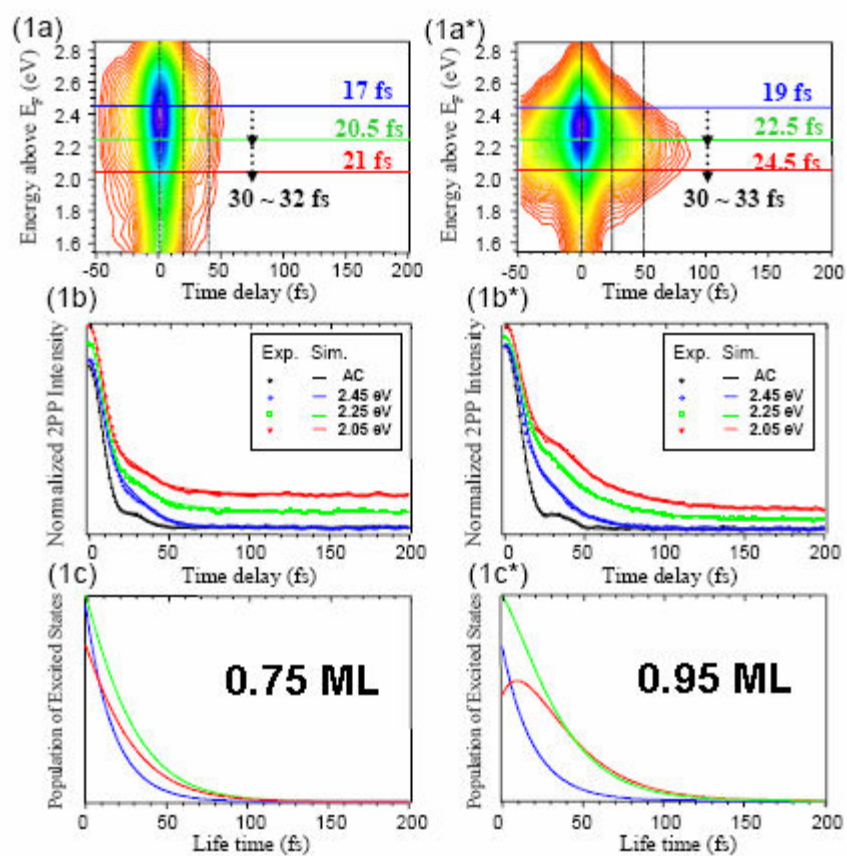 (1a)
Energy above E_F (eV)
2.8
2.6
2.4
2.2
2.0
1.8
1.6
17 fs
20.5 fs
21 fs
30 ~ 32 fs
-50 0 50 100 150 200
Time delay (fs)
(1a*)
Energy above E_F (eV)
2.8
2.6
2.4
2.2
2.0
1.8
1.6
19 fs
22.5 fs
24.5 fs
30 ~ 33 fs
-50 0 50 100 150 200
Time delay (fs)
(1b)
Normalized 2PP Intensity
Exp. Sim.
AC
2.45 eV
2.25 eV
2.05 eV
0 50 100 150 200
Time delay (fs)
(1b*)
Normalized 2PP Intensity
Exp. Sim.
AC
2.45 eV
2.25 eV
2.05 eV
0 50 100 150 200
Time delay (fs)
(1c)
Population of Excited States
0.75 ML
0 50 100 150 200
Life time (fs)
(1c*)
Population of Excited States
0.95 ML
0 50 100 150 200
Life time (fs)